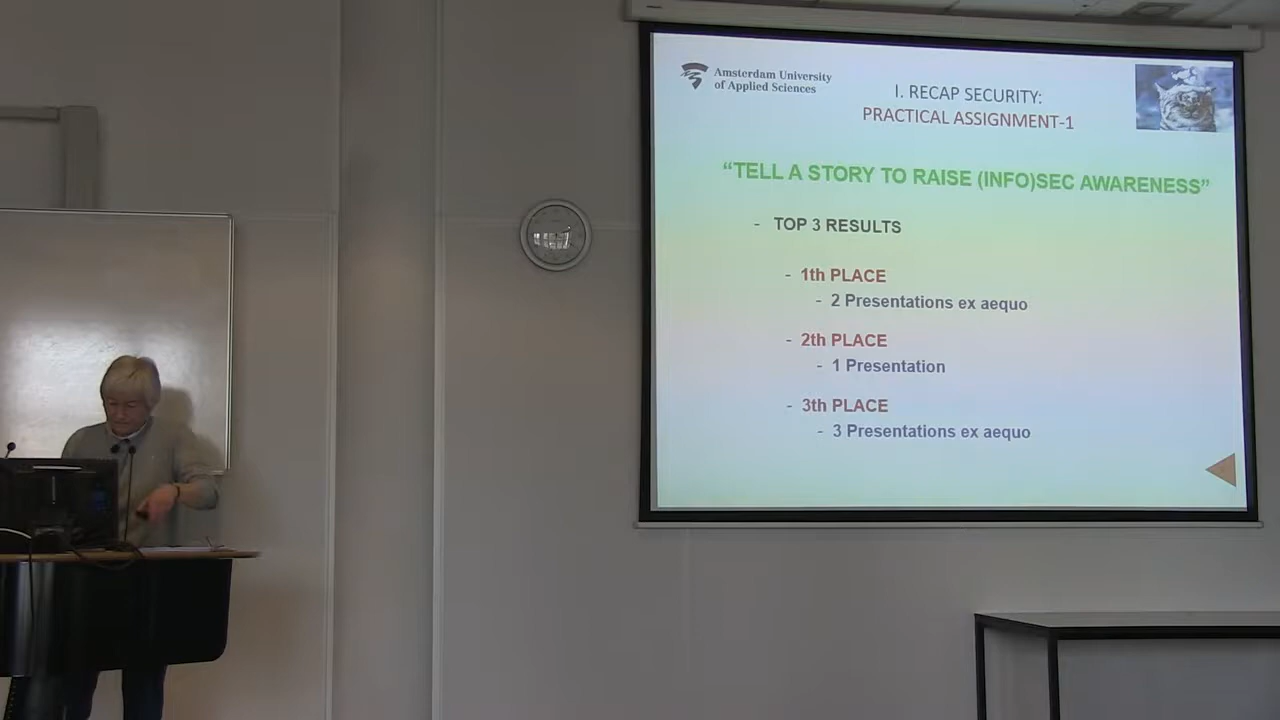 Amsterdam University
of Applied Sciences
I. RECAP SECURITY:
PRACTICAL ASSIGNMENT-1
“TELL A STORY TO RAISE (INFO)SEC AWARENESS”
- TOP 3 RESULTS
- 1th PLACE
- 2 Presentations ex aequo
- 2th PLACE
- 1 Presentation
- 3th PLACE
- 3 Presentations ex aequo